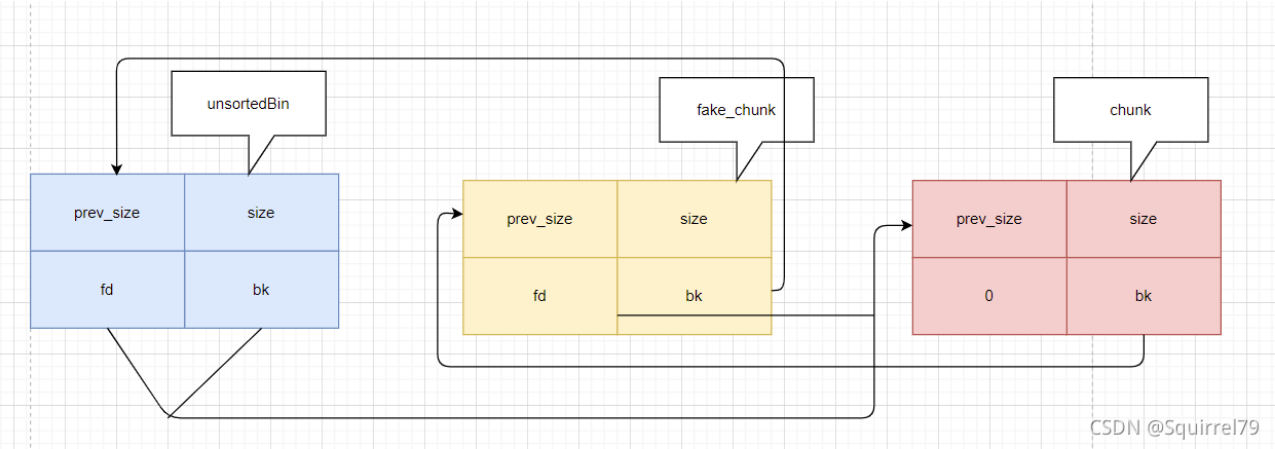 unsortedBin
fake_chunk
chunk
prev_size
size
fd
bk
prev_size
size
fd
bk
prev_size
size
0
bk
CSDN @Squirrel79